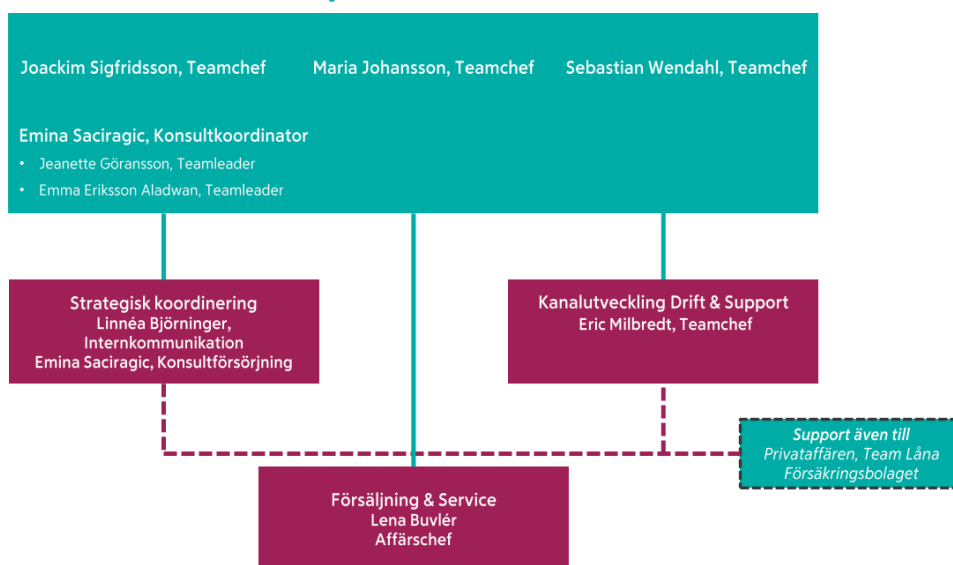 Joackim Sigfridsson, Teamchef
Maria Johansson, Teamchef
Sebastian Wendahl, Teamchef
Emina Saciragic, Konsultkoordinator
• Jeanette Göransson, Teamleader
• Emma Eriksson Aladwan, Teamleader
Strategisk koordinering
Linnéa Björninger,
Internkommunikation
Emina Saciragic, Konsultförsörjning
Kanalutveckling Drift & Support
Eric Milbredt, Teamchef
Support även till
Privataffären, Team Låna
Försäkringsbolaget
Försäljning & Service
Lena Buvlér
Affärschef